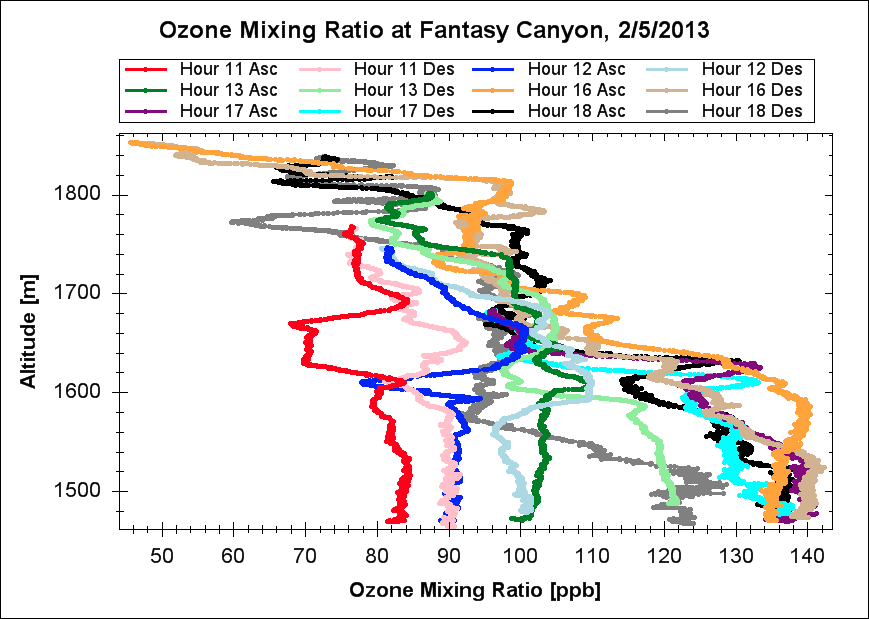 Ozone Mixing Ratio at Fantasy Canyon, 2/5/2013
Hour 11 Asc Hour 11 Des Hour 12 Asc Hour 12 Des
Hour 13 Asc Hour 13 Des Hour 16 Asc Hour 16 Des
Hour 17 Asc Hour 17 Des Hour 18 Asc Hour 18 Des
Altitude [m]
1800
1700
1600
1500
50 60 70 80 90 100 110 120 130 140
Ozone Mixing Ratio [ppb]